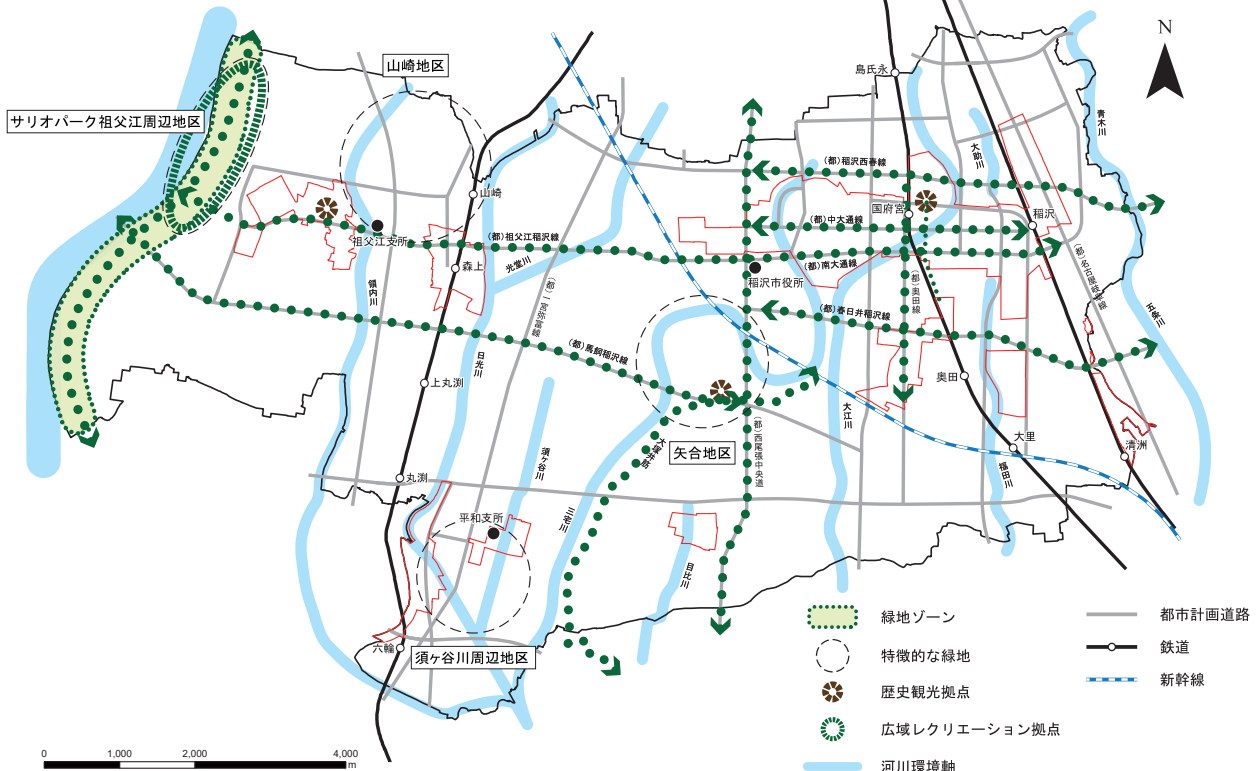 N
島氏永
山崎地区
サリオパーク祖父江周辺地区
青木川
大助川
(都)稲沢西春線
山崎
国府宮
稲沢
(都)中大通線
祖父江支所
(都)祖父江稲沢線
光堂川
森上
(都)南大通線
稲沢市役所
領内川
(都)一宮弥富線
(都)奥田線
(都)春日井稲沢線
五条川
(都)馬飼稲沢線
日光川
上丸渕
奥田
大江川
大塚井筋
矢合地区
(都)西尾張中央道
大里
清洲
須ヶ谷川
福田川
丸渕
三宅川
平和支所
目比川
六輪
須ヶ谷川周辺地区
緑地ゾーン
特徴的な緑地
歴史観光拠点
広域レクリエーション拠点
河川環境軸
都市計画道路
鉄道
新幹線
0 1,000 2,000 4,000
m